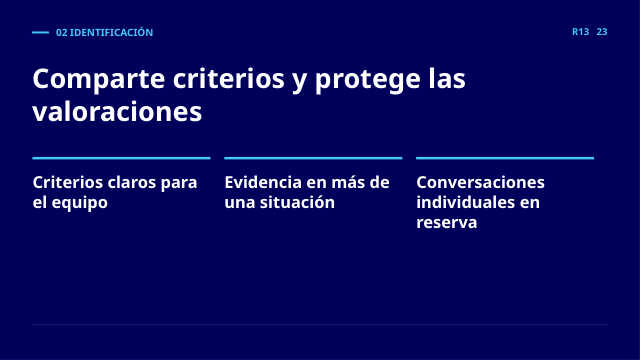 02 IDENTIFICACIÓN
R13 23
Comparte criterios y protege las
valoraciones
Criterios claros para
el equipo
Evidencia en más de
una situación
Conversaciones
individuales en
reserva